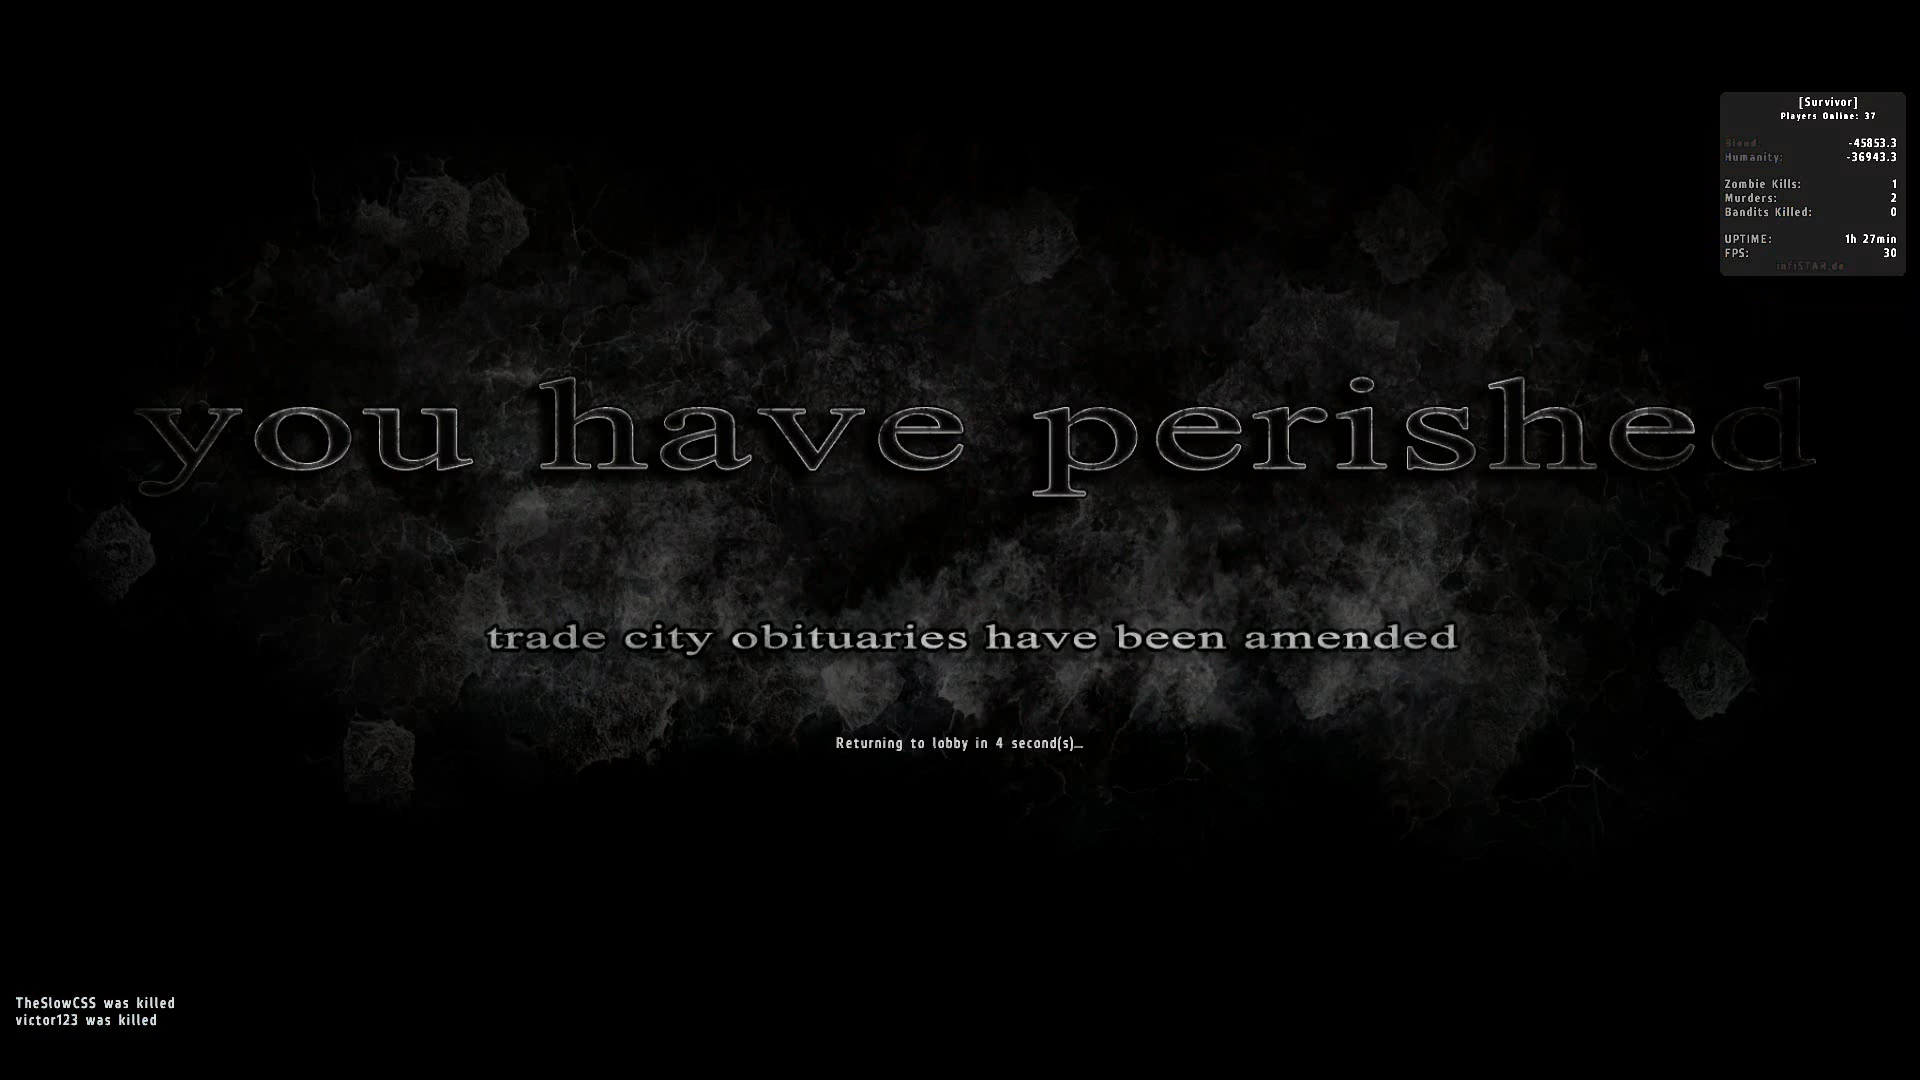 [Survivor]
Players Online: 37
Blood: -45853.3
Humanity: -36943.3
Zombie Kills: 1
Murders: 2
Bandits Killed: 0
UPTIME: 1h 27min
FPS: 30
infiSTAR.de
you have perished
trade city obituaries have been amended
Returning to lobby in 4 second(s)...
TheSlowCSS was killed
victor123 was killed